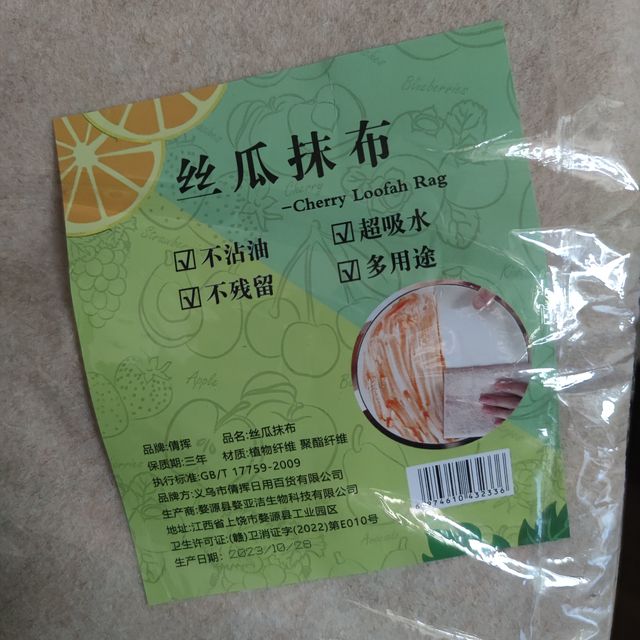 Blueberries
丝瓜抹布
-Cherry Loofah Rag
不沾油 超吸水
不残留 多用途
Apple
品牌:倩挥 品名:丝瓜抹布
保质期:三年 材质:植物纤维 聚酯纤维
执行标准:GB/T 17759-2009
品牌方:义乌市倩挥日用百货有限公司
生产商:婺源县婺亚洁生物科技有限公司
地址:江西省上饶市婺源县工业园区
卫生许可证:(赣)卫消证字(2022)第E010号
生产日期: 2023/10/28